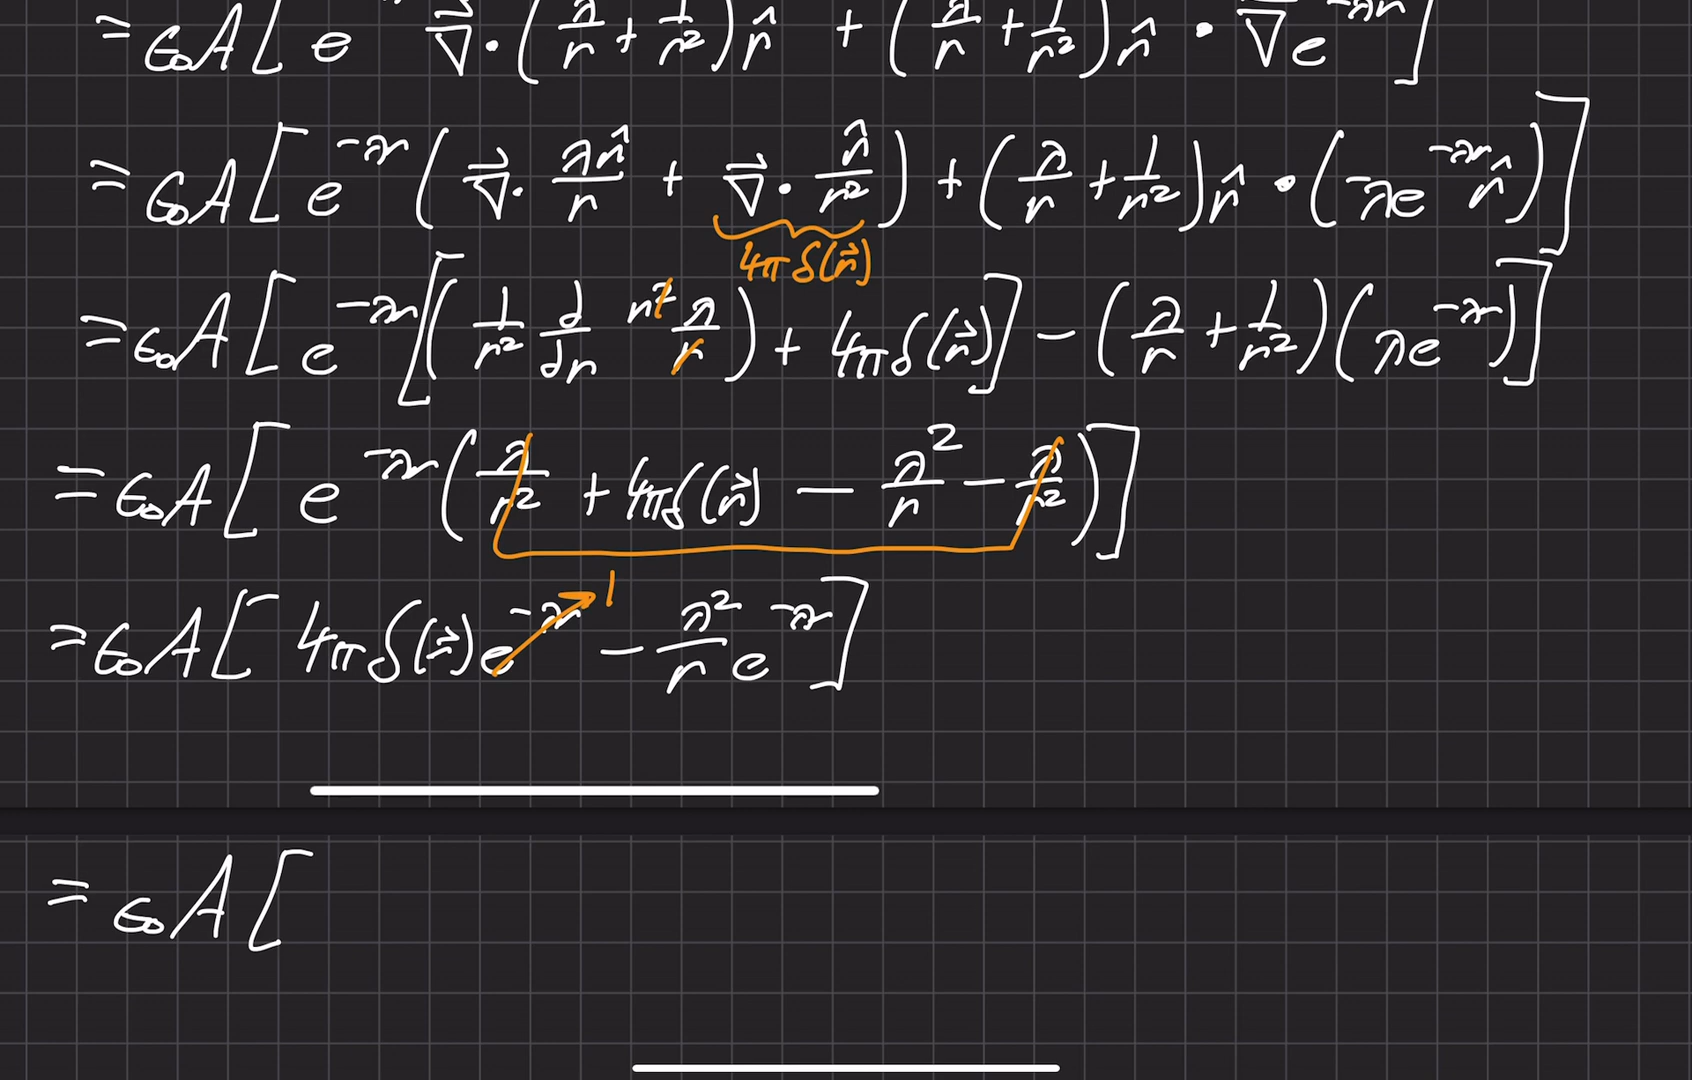 = ε₀A[ e ∇⃗·(λ/r + 1/r²)r̂ + (λ/r + 1/r²)r̂ · ∇⃗e^(-λr) ]
= ε₀A[ e^(-λr) ( ∇⃗· λr̂/r + ∇⃗· r̂/r² ) + (λ/r + 1/r²)r̂ · (-λe^(-λr) r̂) ]
4πδ(r⃗)
= ε₀A[ e^(-λr) [ ( 1/r² d/dr r² λ/r ) + 4πδ(r⃗) ] - (λ/r + 1/r²)(λe^(-λr)) ]
= ε₀A[ e^(-λr) ( λ/r² + 4πδ(r⃗) - λ²/r - λ/r² ) ]
1
= ε₀A[ 4πδ(r⃗)e^(-λr) - λ²/r e^(-λr) ]
= ε₀A[